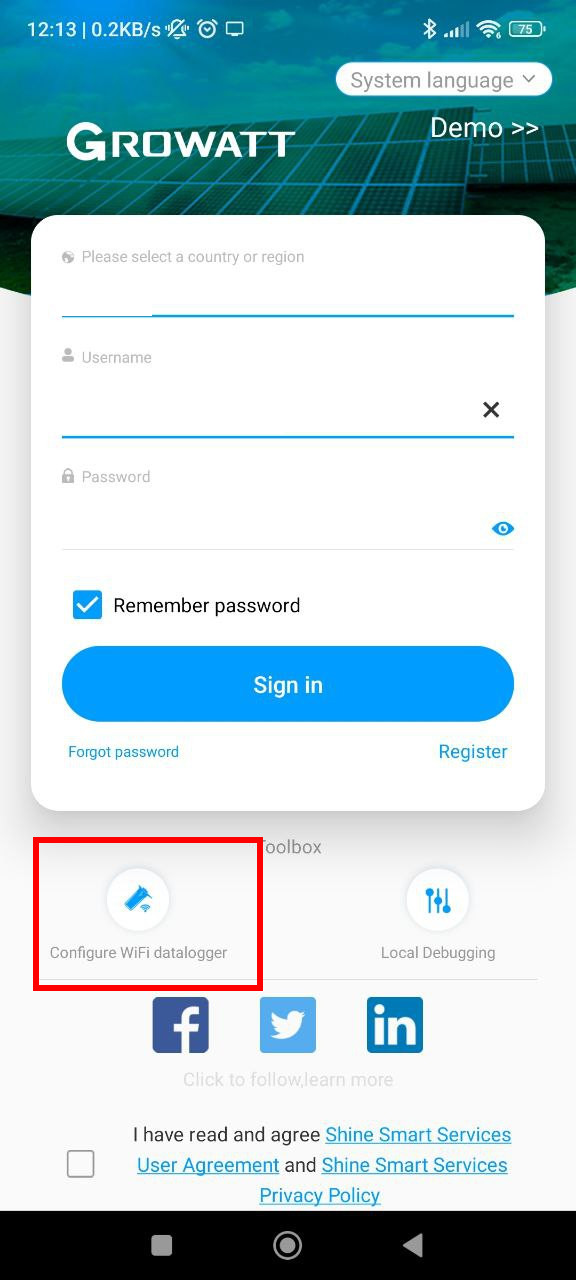 12:13 | 0.2KB/s
75
System language
GROWATT
Demo >>
Please select a country or region
Username
Password
Remember password
Sign in
Forgot password
Register
oolbox
Configure WiFi datalogger
Local Debugging
Click to follow,learn more
I have read and agree Shine Smart Services
User Agreement and Shine Smart Services
Privacy Policy